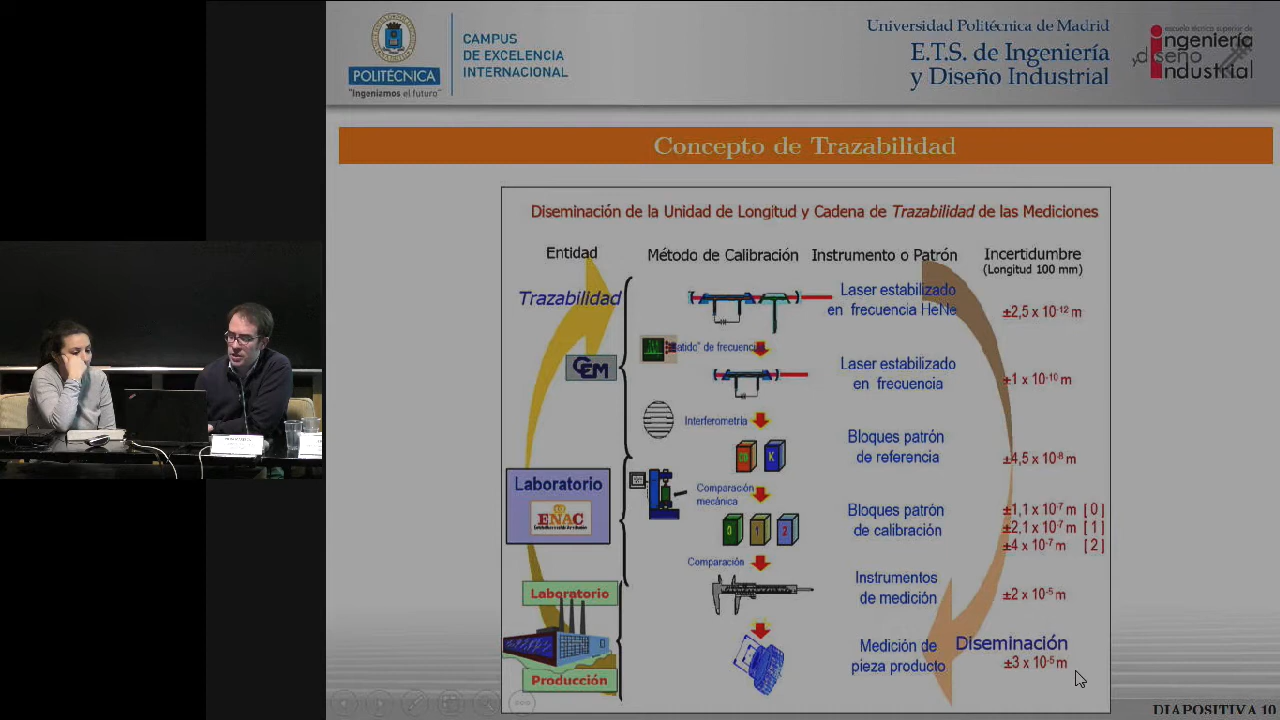 POLITÉCNICA
"Ingeniamos el futuro"
CAMPUS
DE EXCELENCIA
INTERNACIONAL
Universidad Politécnica de Madrid
E.T.S. de Ingeniería
y Diseño Industrial
escuela técnica superior de
ingeniería
y diseño
industrial
Concepto de Trazabilidad
Diseminación de la Unidad de Longitud y Cadena de Trazabilidad de las Mediciones
Entidad
Método de Calibración
Instrumento o Patrón
Incertidumbre
(Longitud 100 mm)
Trazabilidad
Laser estabilizado
en frecuencia HeNe
±2,5 x 10⁻¹² m
"Batido" de frecuencia
CEM
Laser estabilizado
en frecuencia
±1 x 10⁻¹⁰ m
Interferometría
Bloques patrón
de referencia
±4,5 x 10⁻⁸ m
00 K
Laboratorio
ENAC
Comparación
mecánica
Bloques patrón
de calibración
±1,1 x 10⁻⁷ m [0]
±2,1 x 10⁻⁷ m [1]
±4 x 10⁻⁷ m [2]
0 1 2
Comparación
Instrumentos
de medición
±2 x 10⁻⁵ m
Laboratorio
Producción
Medición de
pieza producto
Diseminación
±3 x 10⁻⁵ m
DIAPOSITIVA 10